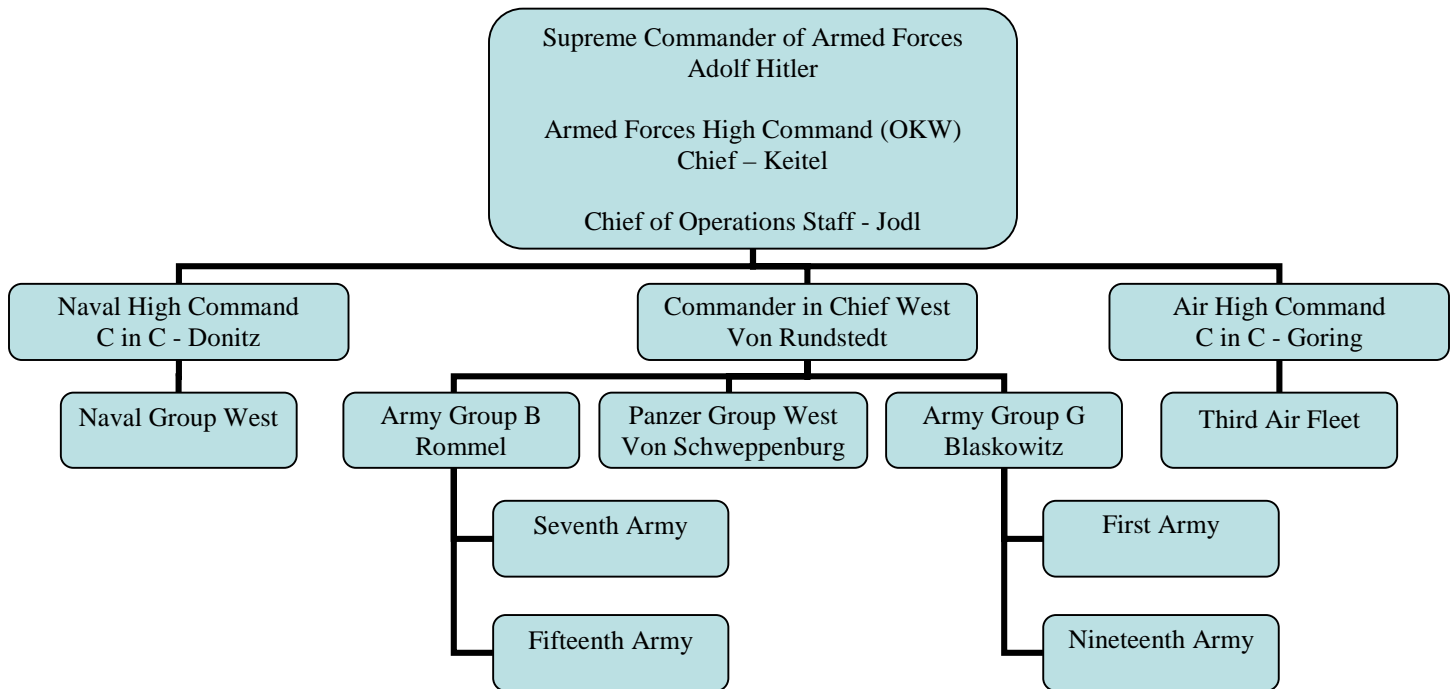 Supreme Commander of Armed Forces
Adolf Hitler
Armed Forces High Command (OKW)
Chief – Keitel
Chief of Operations Staff - Jodl
Naval High Command
C in C - Donitz
Commander in Chief West
Von Rundstedt
Air High Command
C in C - Goring
Naval Group West
Army Group B
Rommel
Panzer Group West
Von Schweppenburg
Army Group G
Blaskowitz
Third Air Fleet
Seventh Army
First Army
Fifteenth Army
Nineteenth Army